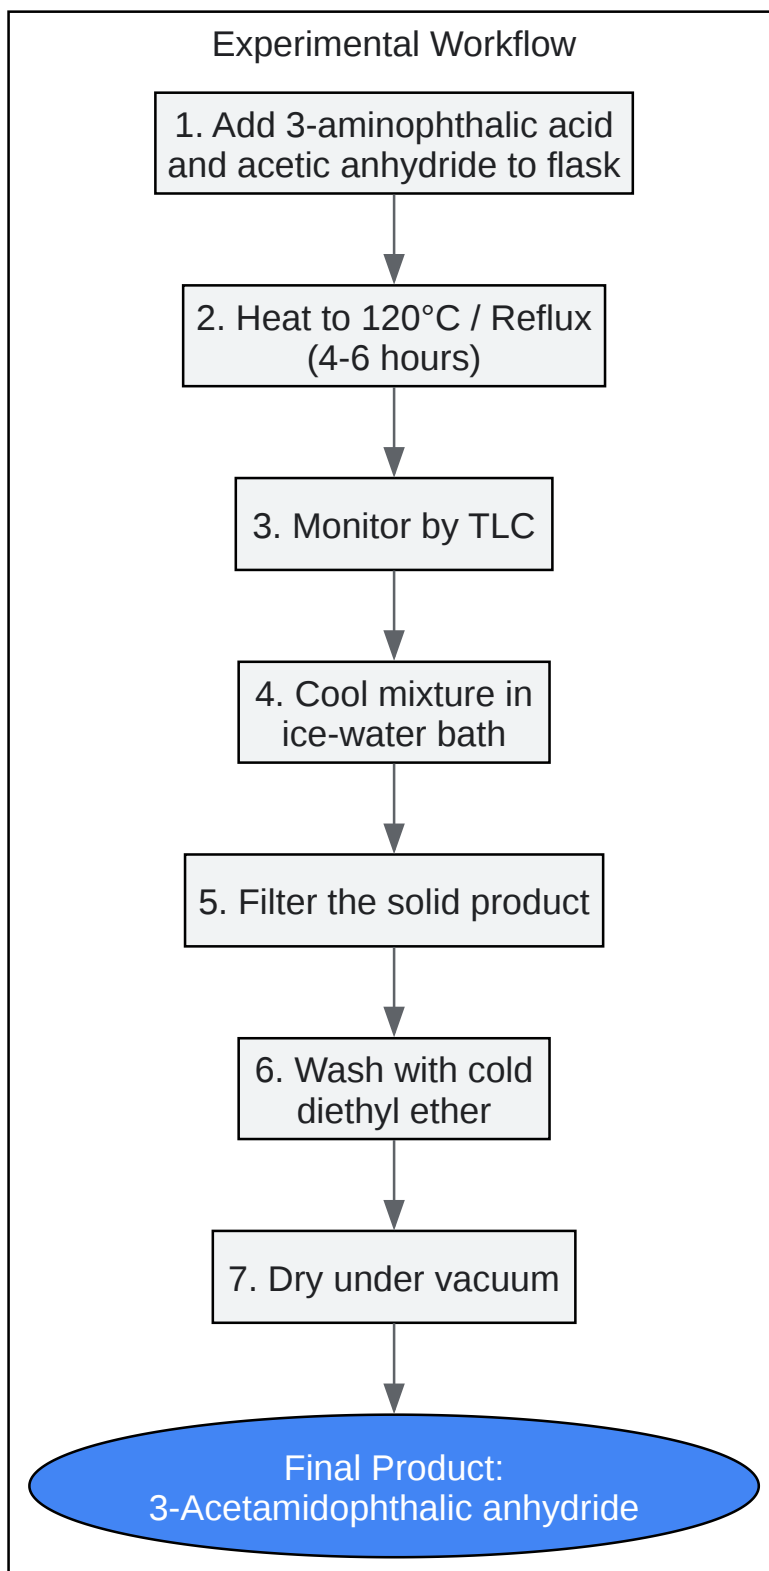 Experimental Workflow
1. Add 3-aminophthalic acid
and acetic anhydride to flask
2. Heat to 120°C / Reflux
(4-6 hours)
3. Monitor by TLC
4. Cool mixture in
ice-water bath
5. Filter the solid product
6. Wash with cold
diethyl ether
7. Dry under vacuum
Final Product:
3-Acetamidophthalic anhydride